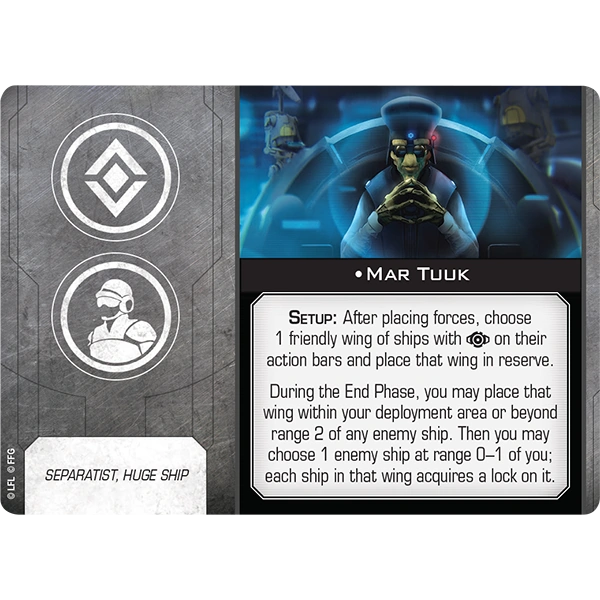 • Mar Tuuk
Setup: After placing forces, choose
1 friendly wing of ships with on their
action bars and place that wing in reserve.
During the End Phase, you may place that
wing within your deployment area or beyond
range 2 of any enemy ship. Then you may
choose 1 enemy ship at range 0–1 of you;
each ship in that wing acquires a lock on it.
SEPARATIST, HUGE SHIP
© LFL © FFG